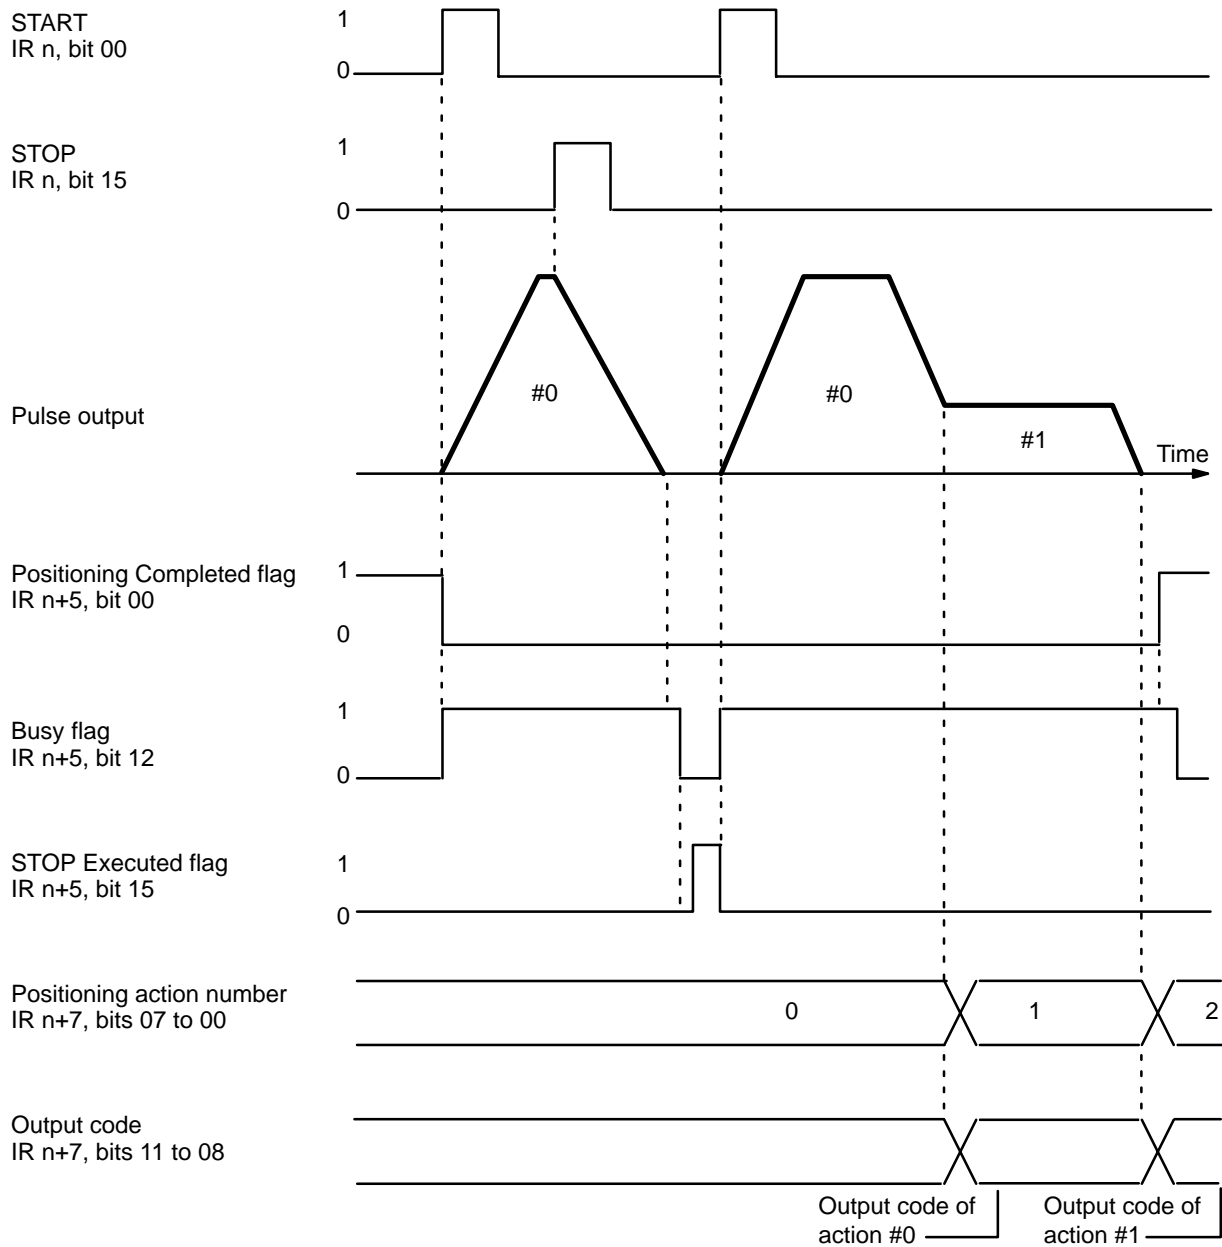 START
IR n, bit 00
1
0
STOP
IR n, bit 15
1
0
Pulse output
#0
#0
#1
Time
Positioning Completed flag
IR n+5, bit 00
1
0
Busy flag
IR n+5, bit 12
1
0
STOP Executed flag
IR n+5, bit 15
1
0
Positioning action number
IR n+7, bits 07 to 00
0
1
2
Output code
IR n+7, bits 11 to 08
Output code of
action #0
Output code of
action #1